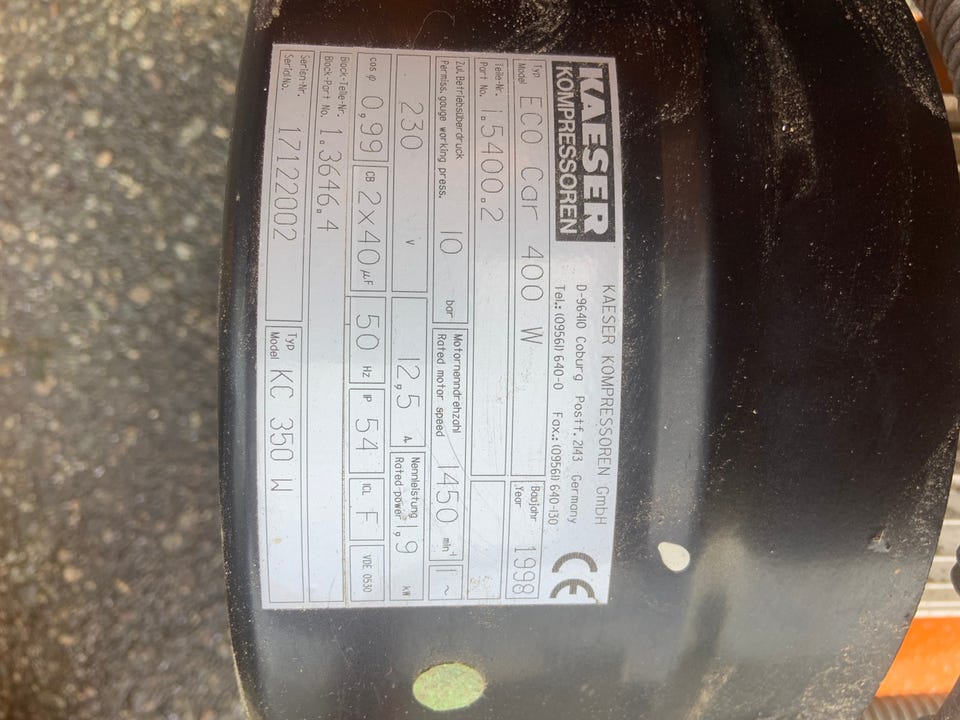 KAESER
KOMPRESSOREN
KAESER KOMPRESSOREN GmbH
D-96410 Coburg Postf. 2143 Germany
Tel.:(09561) 640-0 Fax.:(09561) 640-130
CE
Typ
Model ECO Car 400 W
Baujahr
Year 1998
Teile-Nr.
Part No. 1.5400.2
Zul. Betriebsüberdruck
Permiss. gauge working press. 10 bar
Motornenndrehzahl
Rated motor speed 1450 min⁻¹
1~
230 V
12,5 A
Nennleistung
Rated power 1,9 kW
cos φ 0,99
CB 2x40 µF
50 Hz
IP 54
ICL F
VDE 0530
Block-Teile-Nr.
Block-Part No. 1.3646.4
Serien-Nr.
Serial No. 17122002
Typ
Model KC 350 W